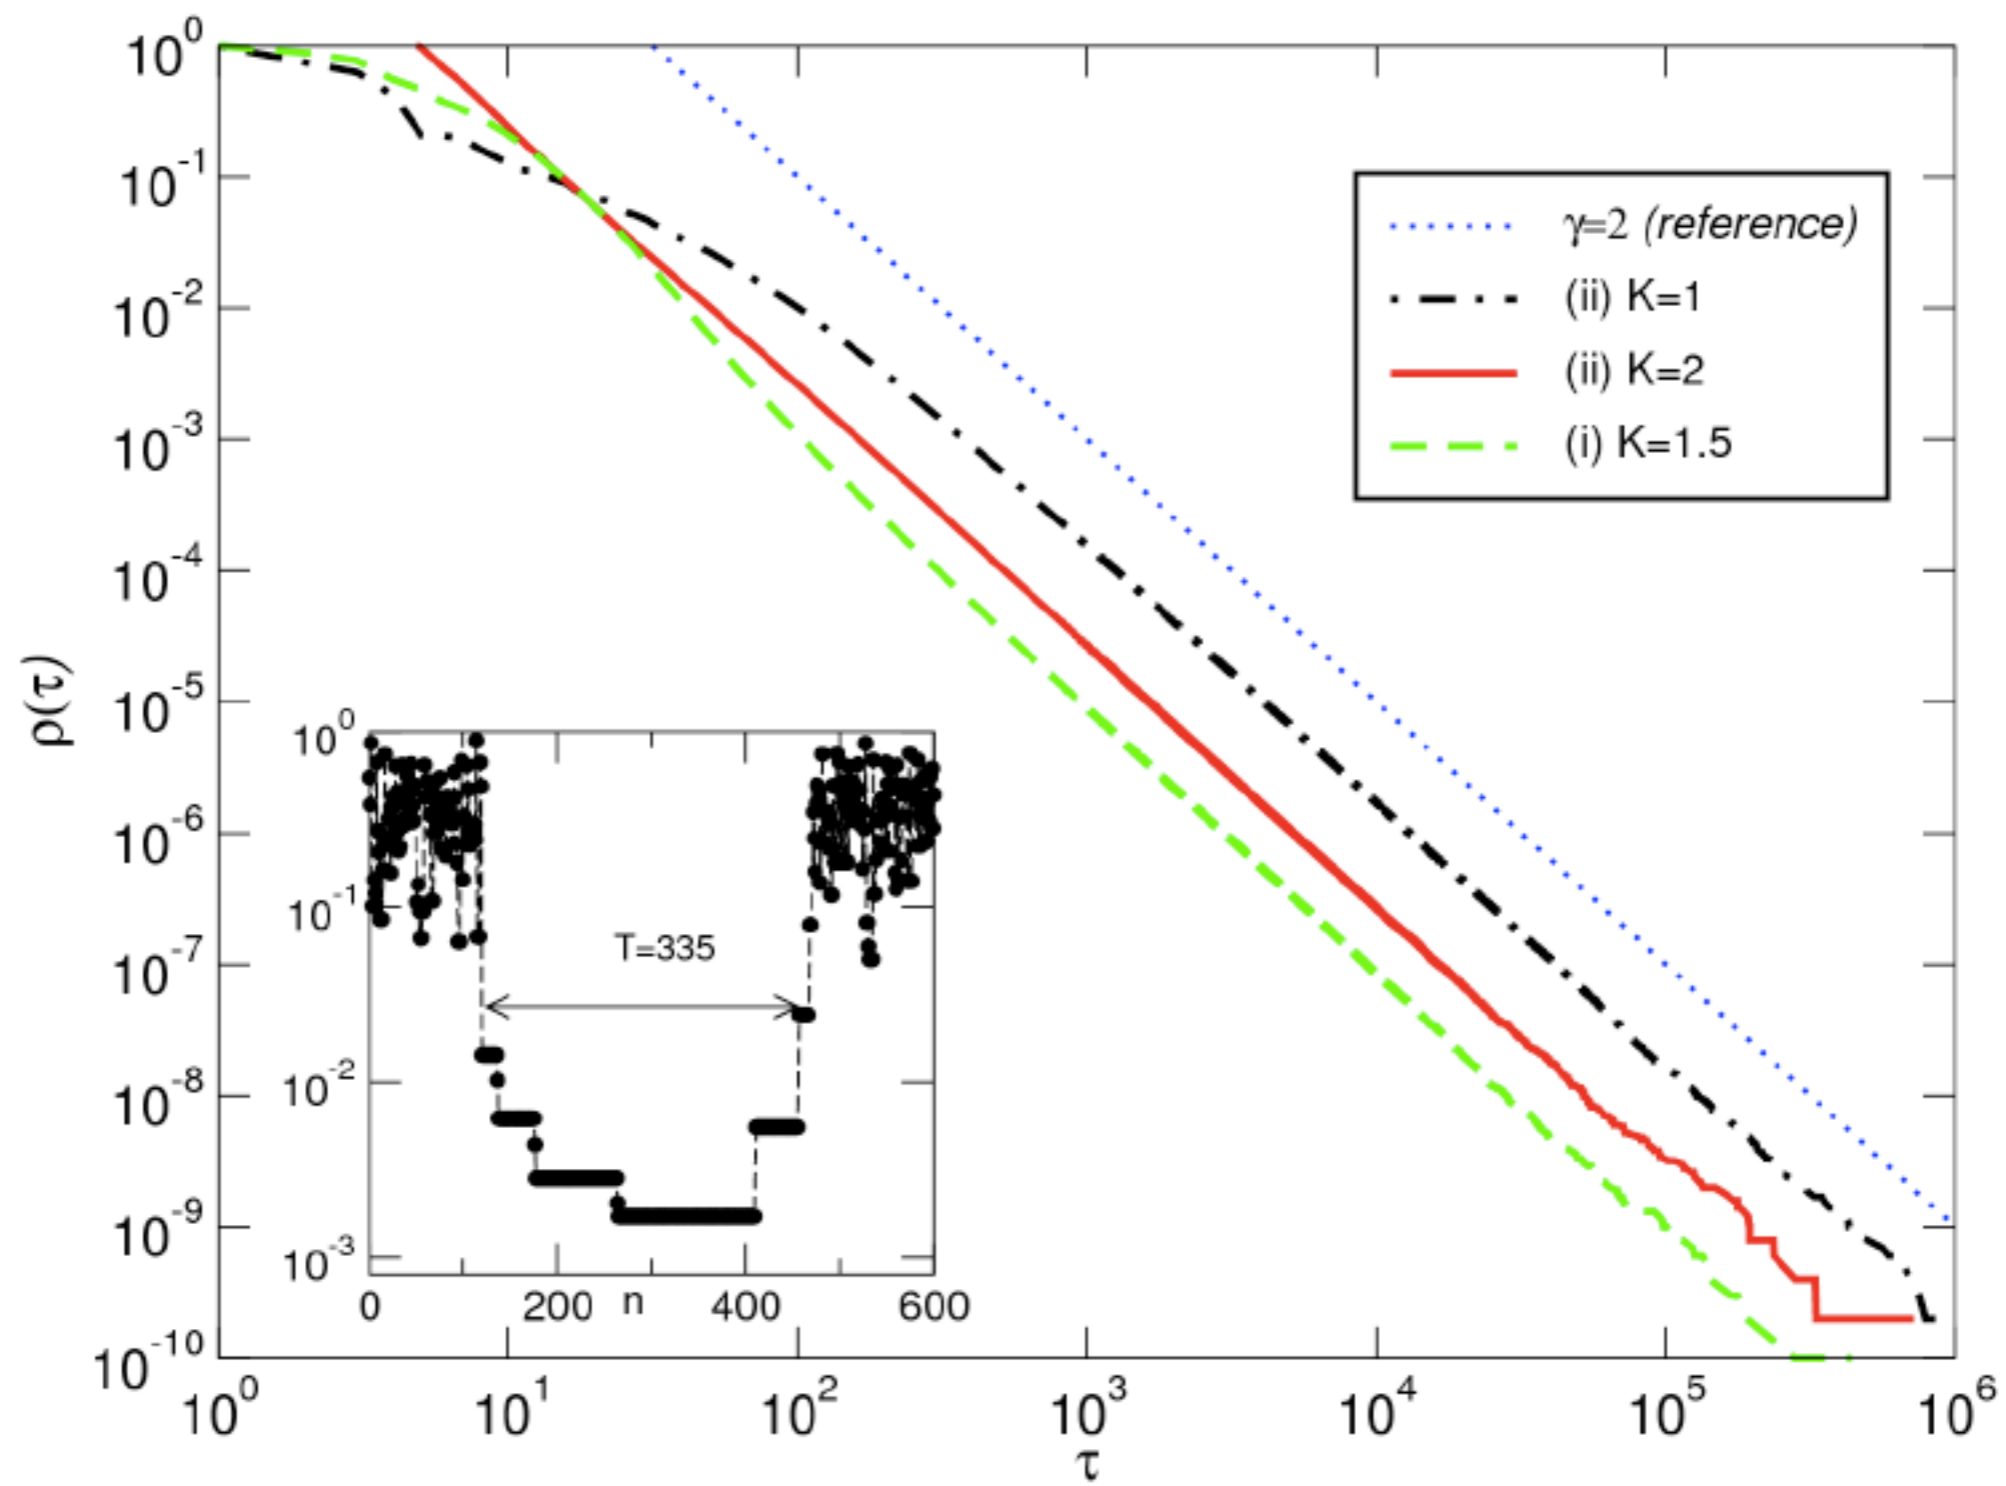 10^0
10^-1
10^-2
10^-3
10^-4
10^-5
10^-6
10^-7
10^-8
10^-9
10^-10
ρ(τ)
γ=2 (reference)
(ii) K=1
(ii) K=2
(i) K=1.5
10^0
10^-1
10^-2
10^-3
T=335
0 200 n 400 600
10^0 10^1 10^2 10^3 10^4 10^5 10^6
τ